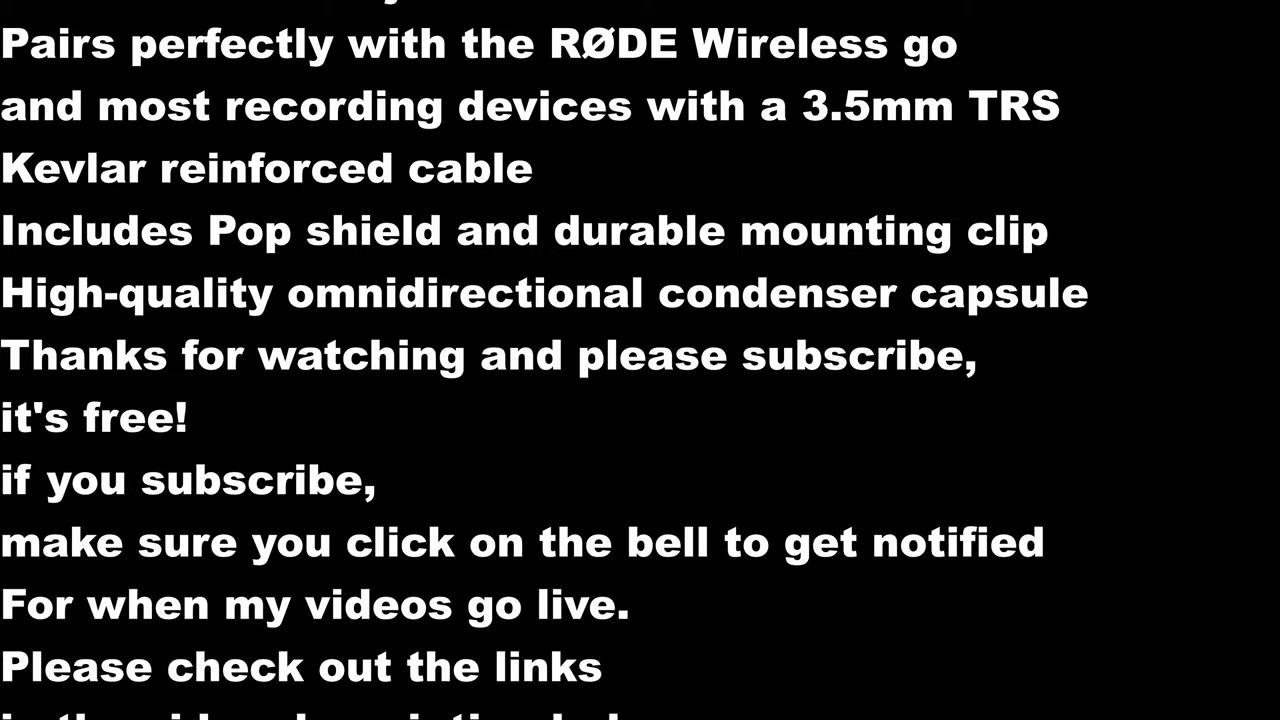 Pairs perfectly with the RØDE Wireless go
and most recording devices with a 3.5mm TRS
Kevlar reinforced cable
Includes Pop shield and durable mounting clip
High-quality omnidirectional condenser capsule
Thanks for watching and please subscribe,
it's free!
if you subscribe,
make sure you click on the bell to get notified
For when my videos go live.
Please check out the links